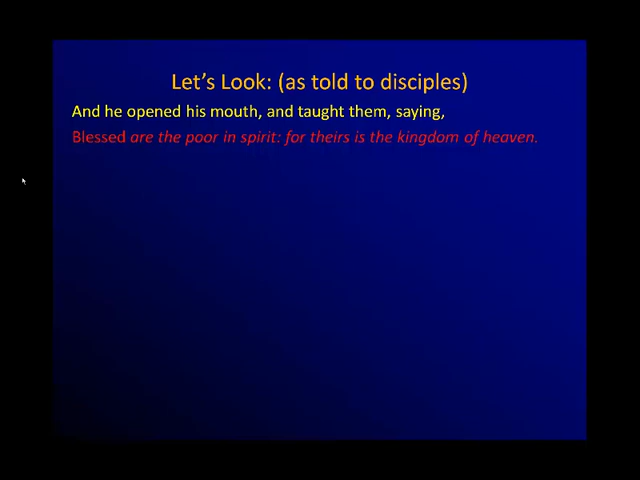 Let's Look: (as told to disciples)
And he opened his mouth, and taught them, saying,
Blessed are the poor in spirit: for theirs is the kingdom of heaven.